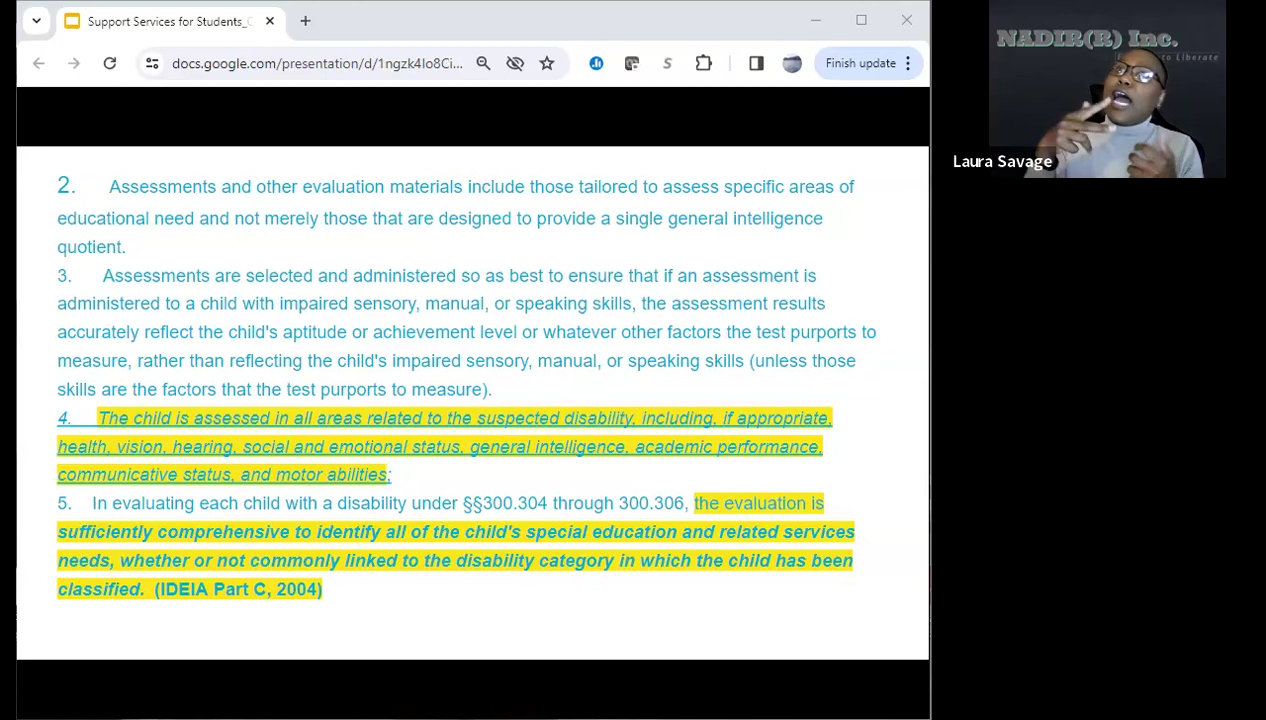 Support Services for Students_
docs.google.com/presentation/d/1ngzk4lo8Ci...
S
Finish update
NADIR(R) Inc.
to Liberate
Laura Savage
2. Assessments and other evaluation materials include those tailored to assess specific areas of
educational need and not merely those that are designed to provide a single general intelligence
quotient.
3. Assessments are selected and administered so as best to ensure that if an assessment is
administered to a child with impaired sensory, manual, or speaking skills, the assessment results
accurately reflect the child's aptitude or achievement level or whatever other factors the test purports to
measure, rather than reflecting the child's impaired sensory, manual, or speaking skills (unless those
skills are the factors that the test purports to measure).
4. The child is assessed in all areas related to the suspected disability, including, if appropriate,
health, vision, hearing, social and emotional status, general intelligence, academic performance,
communicative status, and motor abilities;
5. In evaluating each child with a disability under §§300.304 through 300.306, the evaluation is
sufficiently comprehensive to identify all of the child's special education and related services
needs, whether or not commonly linked to the disability category in which the child has been
classified. (IDEIA Part C, 2004)